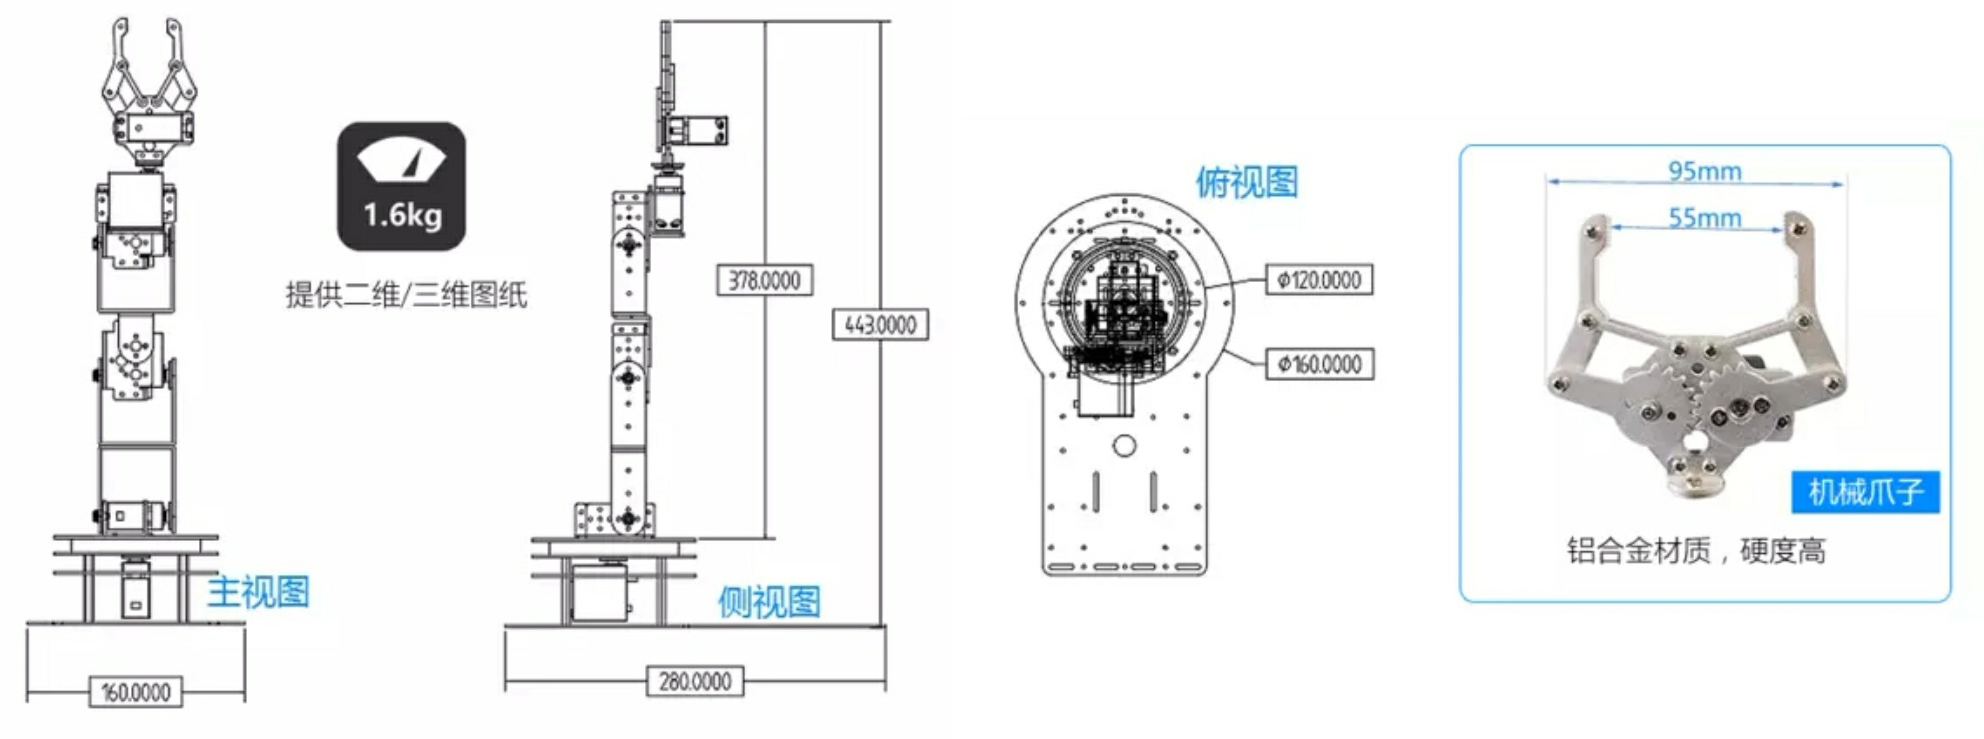 主视图
160.0000
1.6kg
提供二维/三维图纸
378.0000
443.0000
侧视图
280.0000
俯视图
ϕ120.0000
ϕ160.0000
95mm
55mm
机械爪子
铝合金材质，硬度高